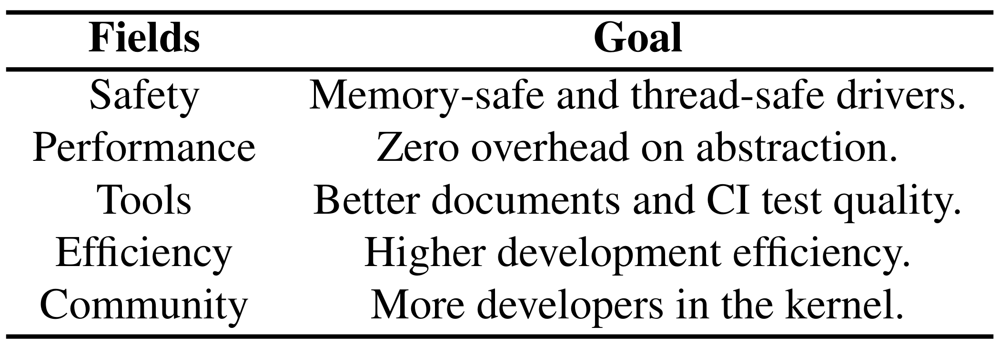 Fields Goal
Safety Memory-safe and thread-safe drivers.
Performance Zero overhead on abstraction.
Tools Better documents and CI test quality.
Efficiency Higher development efficiency.
Community More developers in the kernel.